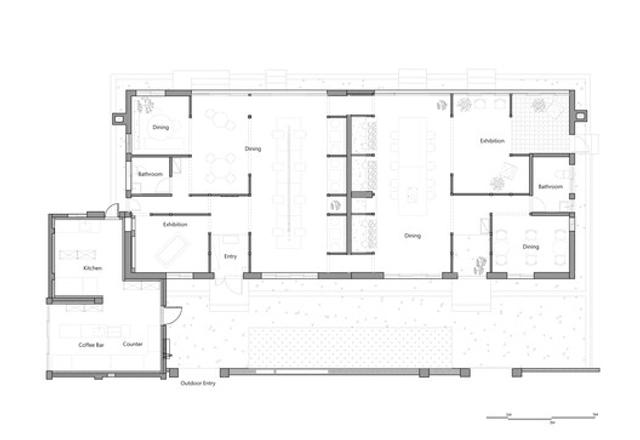 Dining
Dining
Exhibition
Bathroom
Bathroom
Exhibition
Dining
Dining
Entry
Kitchen
Coffee Bar
Counter
Outdoor Entry